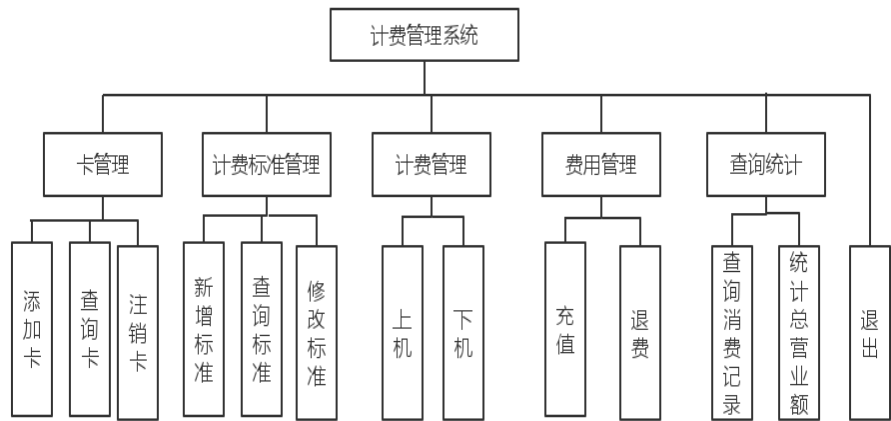 计费管理系统
卡管理
计费标准管理
计费管理
费用管理
查询统计
添加卡
查询卡
注销卡
新增标准
查询标准
修改标准
上机
下机
充值
退费
查询消费记录
统计总营业额
退出